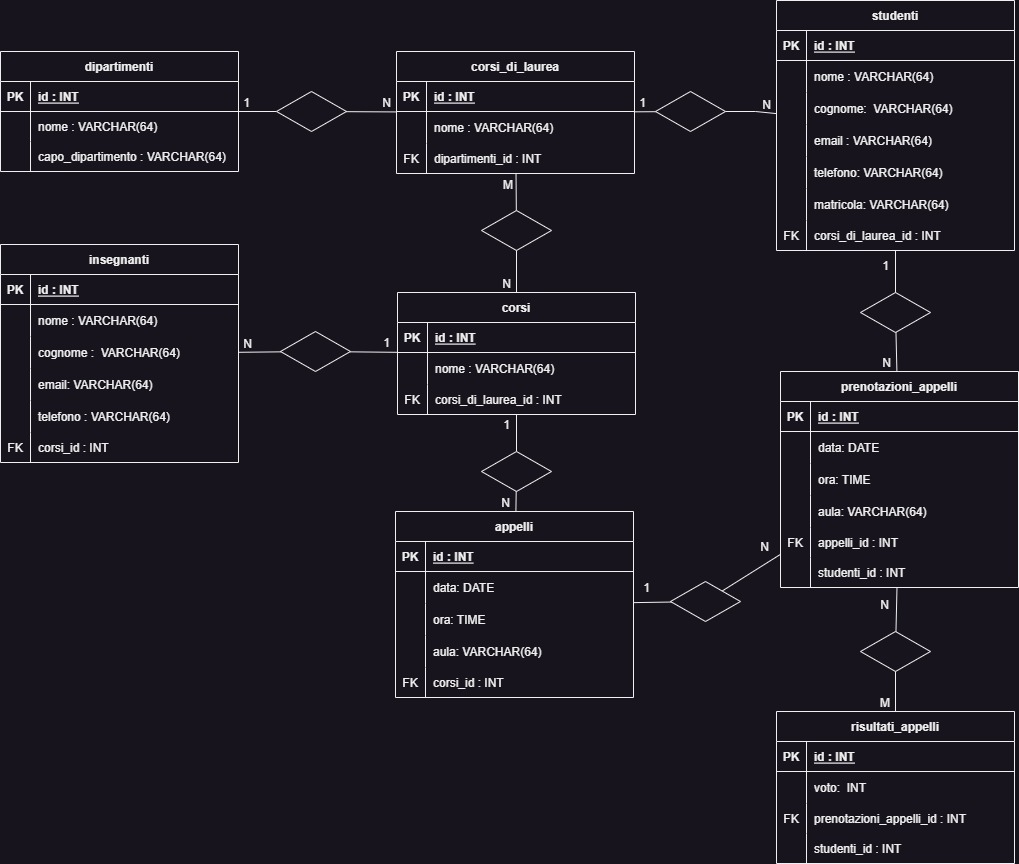 studenti
PK id : INT
nome : VARCHAR(64)
cognome: VARCHAR(64)
email : VARCHAR(64)
telefono: VARCHAR(64)
matricola: VARCHAR(64)
FK corsi_di_laurea_id : INT
dipartimenti
PK id : INT
nome : VARCHAR(64)
capo_dipartimento : VARCHAR(64)
1
N
corsi_di_laurea
PK id : INT
nome : VARCHAR(64)
FK dipartimenti_id : INT
1
N
M
N
insegnanti
PK id : INT
nome : VARCHAR(64)
cognome : VARCHAR(64)
email: VARCHAR(64)
telefono : VARCHAR(64)
FK corsi_id : INT
N
1
corsi
PK id : INT
nome : VARCHAR(64)
FK corsi_di_laurea_id : INT
1
N
1
N
prenotazioni_appelli
PK id : INT
data: DATE
ora: TIME
aula: VARCHAR(64)
FK appelli_id : INT
studenti_id : INT
appelli
PK id : INT
data: DATE
ora: TIME
aula: VARCHAR(64)
FK corsi_id : INT
1
N
N
M
risultati_appelli
PK id : INT
voto: INT
FK prenotazioni_appelli_id : INT
studenti_id : INT